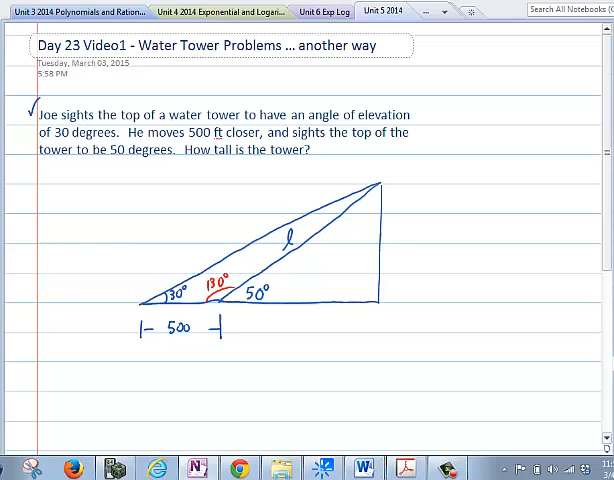 Unit 3 2014 Polynomials and Ration...
Unit 4 2014 Exponential and Logari...
Unit 6 Exp Log
Unit 5 2014
Search All Notebooks (C
Day 23 Video1 - Water Tower Problems ... another way
Tuesday, March 03, 2015
5:58 PM
Joe sights the top of a water tower to have an angle of elevation
of 30 degrees. He moves 500 ft closer, and sights the top of the
tower to be 50 degrees. How tall is the tower?
l
30° 130° 50°
500
11:
3/4